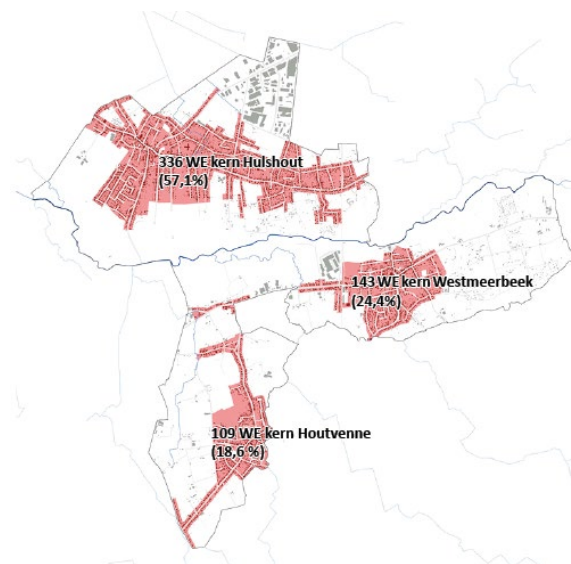 336 WE kern Hulshout
(57,1%)
143 WE kern Westmeerbeek
(24,4%)
109 WE kern Houtvenne
(18,6 %)